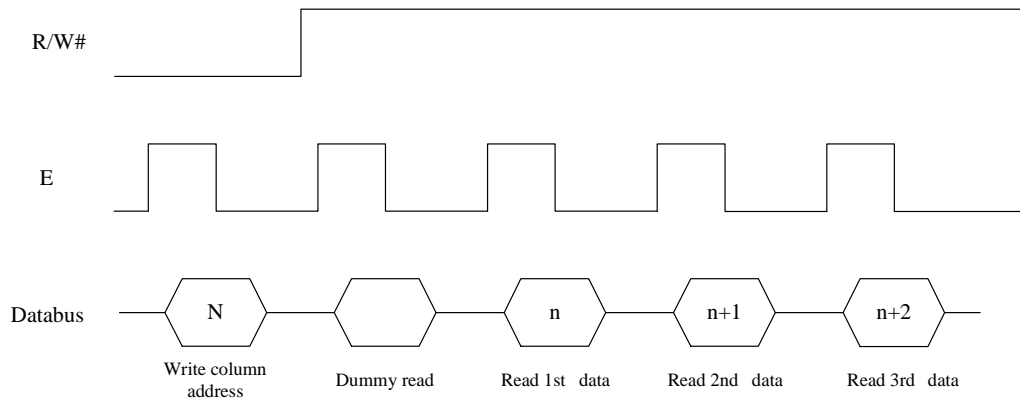 R/W#
E
Databus
N
n
n+1
n+2
Write column
address
Dummy read
Read 1st data
Read 2nd data
Read 3rd data